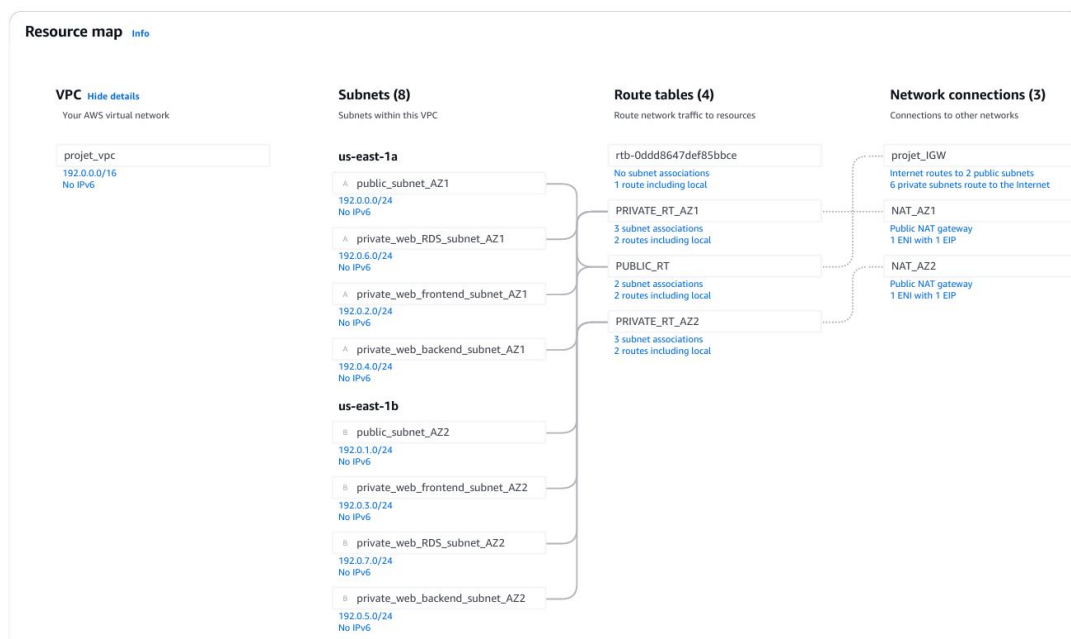 Resource map Info
VPC Hide details
Your AWS virtual network
projet_vpc
192.0.0.0/16
No IPv6
Subnets (8)
Subnets within this VPC
us-east-1a
A public_subnet_AZ1
192.0.0.0/24
No IPv6
A private_web_RDS_subnet_AZ1
192.0.6.0/24
No IPv6
A private_web_frontend_subnet_AZ1
192.0.2.0/24
No IPv6
A private_web_backend_subnet_AZ1
192.0.4.0/24
No IPv6
us-east-1b
B public_subnet_AZ2
192.0.1.0/24
No IPv6
B private_web_frontend_subnet_AZ2
192.0.3.0/24
No IPv6
B private_web_RDS_subnet_AZ2
192.0.7.0/24
No IPv6
B private_web_backend_subnet_AZ2
192.0.5.0/24
No IPv6
Route tables (4)
Route network traffic to resources
rtb-0ddd8647def85bbce
No subnet associations
1 route including local
PRIVATE_RT_AZ1
3 subnet associations
2 routes including local
PUBLIC_RT
2 subnet associations
2 routes including local
PRIVATE_RT_AZ2
3 subnet associations
2 routes including local
Network connections (3)
Connections to other networks
projet_IGW
Internet routes to 2 public subnets
6 private subnets route to the Internet
NAT_AZ1
Public NAT gateway
1 ENI with 1 EIP
NAT_AZ2
Public NAT gateway
1 ENI with 1 EIP